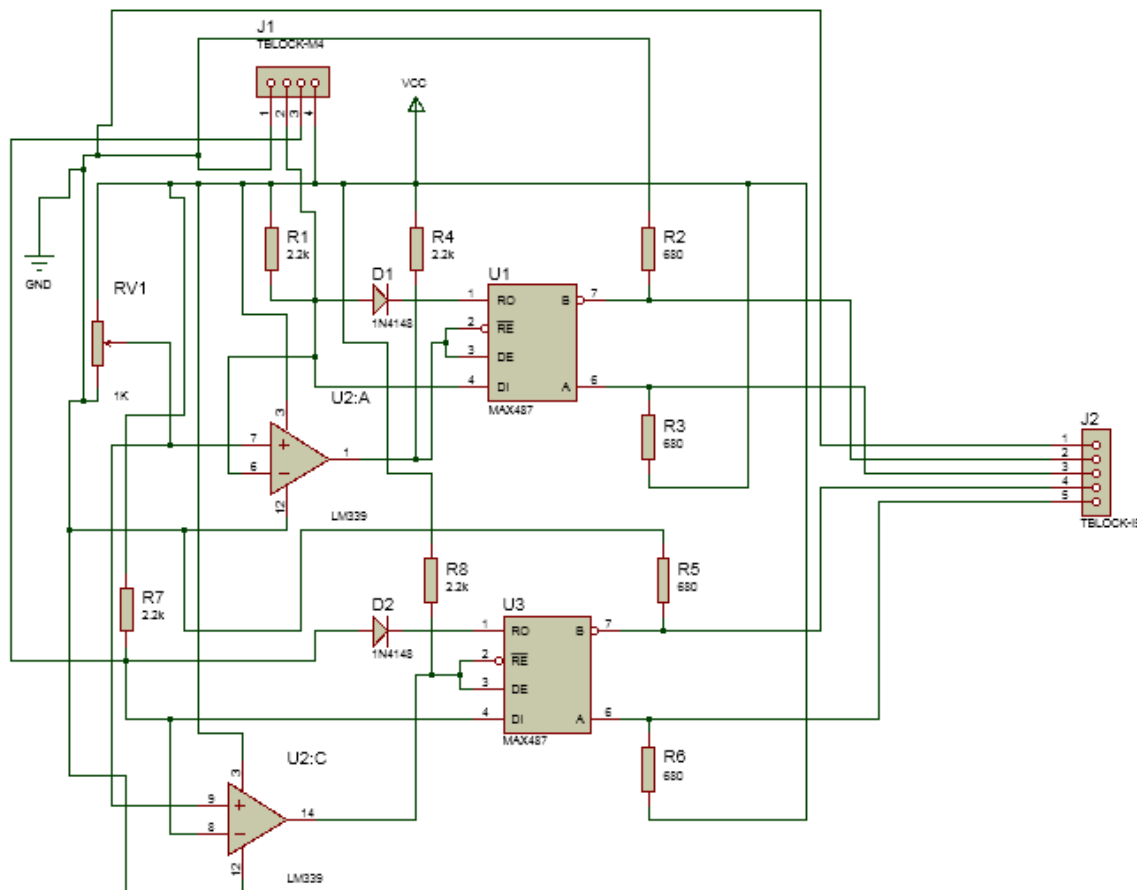 J1
TBLOCK-M4
1 2 3 4
VCC
GND
RV1
1K
R1
2.2k
R4
2.2k
R2
680
D1
1N4148
U1
1 RO B 7
2 RE
3 DE
4 DI A 6
MAX487
R3
680
U2:A
3
7 + 1
6 −
12
LM339
J2
1
2
3
4
5
TBLOCK-I5
R7
2.2k
R8
2.2k
R5
680
D2
1N4148
U3
1 RO B 7
2 RE
3 DE
4 DI A 6
MAX487
R6
680
U2:C
3
9 + 14
8 −
12
LM339